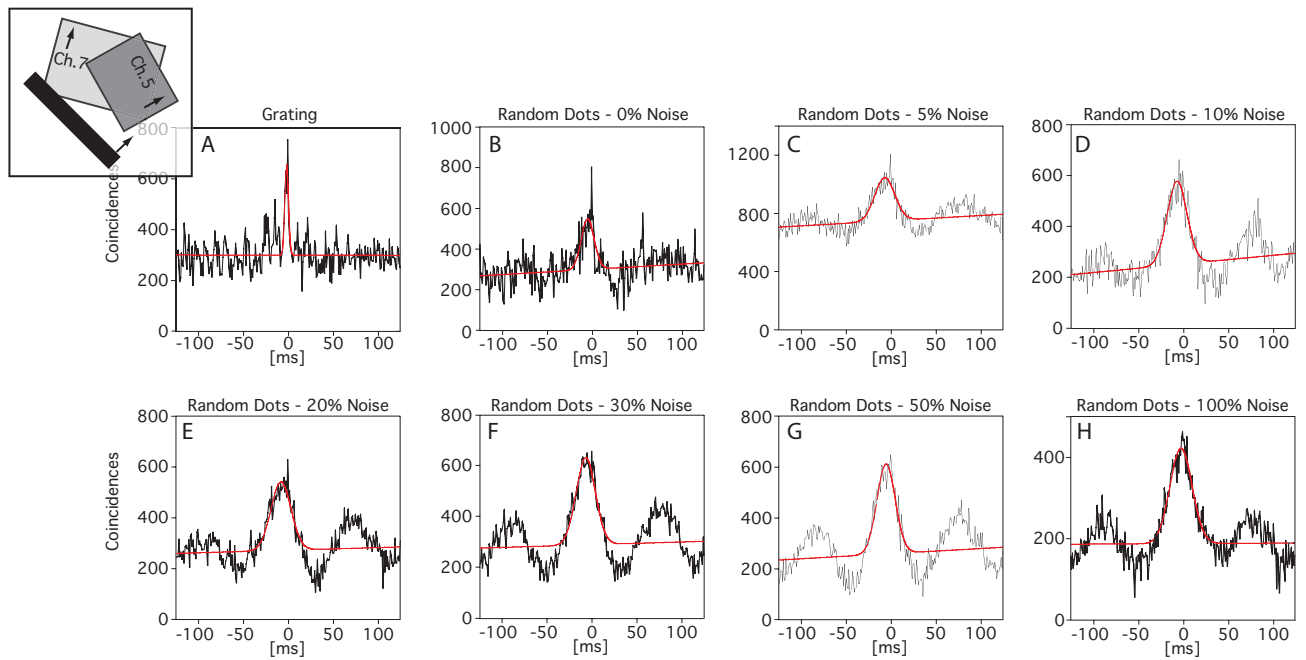 Ch.7
Ch.5
Grating
Random Dots - 0% Noise
Random Dots - 5% Noise
Random Dots - 10% Noise
A
B
C
D
Coincidences
800
600
400
200
0
1000
800
600
400
200
0
1200
800
400
0
800
600
400
200
0
-100 -50 0 50 100
[ms]
-100 -50 0 50 100
[ms]
-100 -50 0 50 100
[ms]
-100 -50 0 50 100
[ms]
Random Dots - 20% Noise
Random Dots - 30% Noise
Random Dots - 50% Noise
Random Dots - 100% Noise
E
F
G
H
Coincidences
800
600
400
200
0
800
600
400
200
0
800
600
400
200
0
400
200
0
-100 -50 0 50 100
[ms]
-100 -50 0 50 100
[ms]
-100 -50 0 50 100
[ms]
-100 -50 0 50 100
[ms]